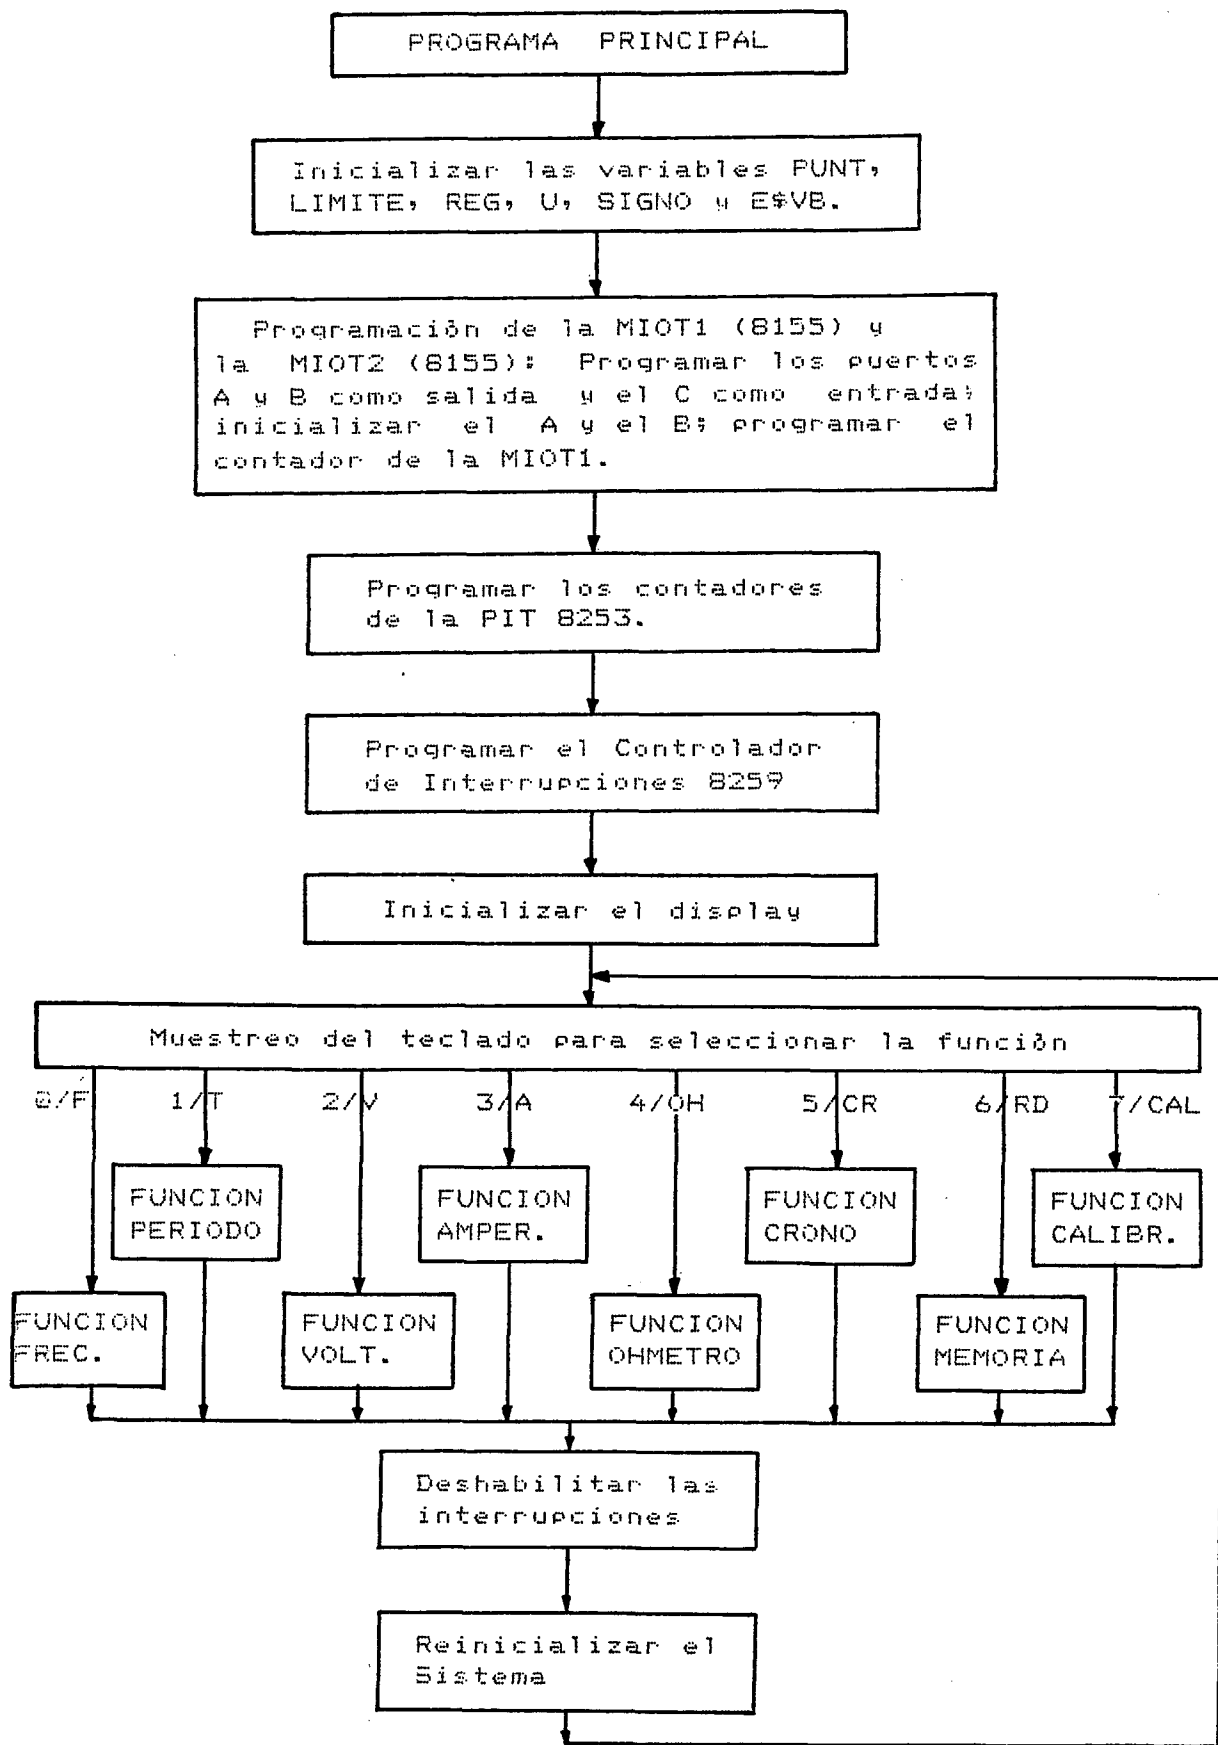 PROGRAMA PRINCIPAL
Inicializar las variables PUNT,
LIMITE, REG, U, SIGNO y E$VB.
Programación de la MIOT1 (8155) y
la MIOT2 (8155): Programar los puertos
A y B como salida y el C como entrada;
inicializar el A y el B; programar el
contador de la MIOT1.
Programar los contadores
de la PIT 8253.
Programar el Controlador
de Interrupciones 8259
Inicializar el display
Muestreo del teclado para seleccionar la función
0/F 1/T 2/V 3/A 4/OH 5/CR 6/RD 7/CAL
FUNCION
PERIODO
FUNCION
AMPER.
FUNCION
CRONO
FUNCION
CALIBR.
FUNCION
FREC.
FUNCION
VOLT.
FUNCION
OHMETRO
FUNCION
MEMORIA
Deshabilitar las
interrupciones
Reinicializar el
Sistema